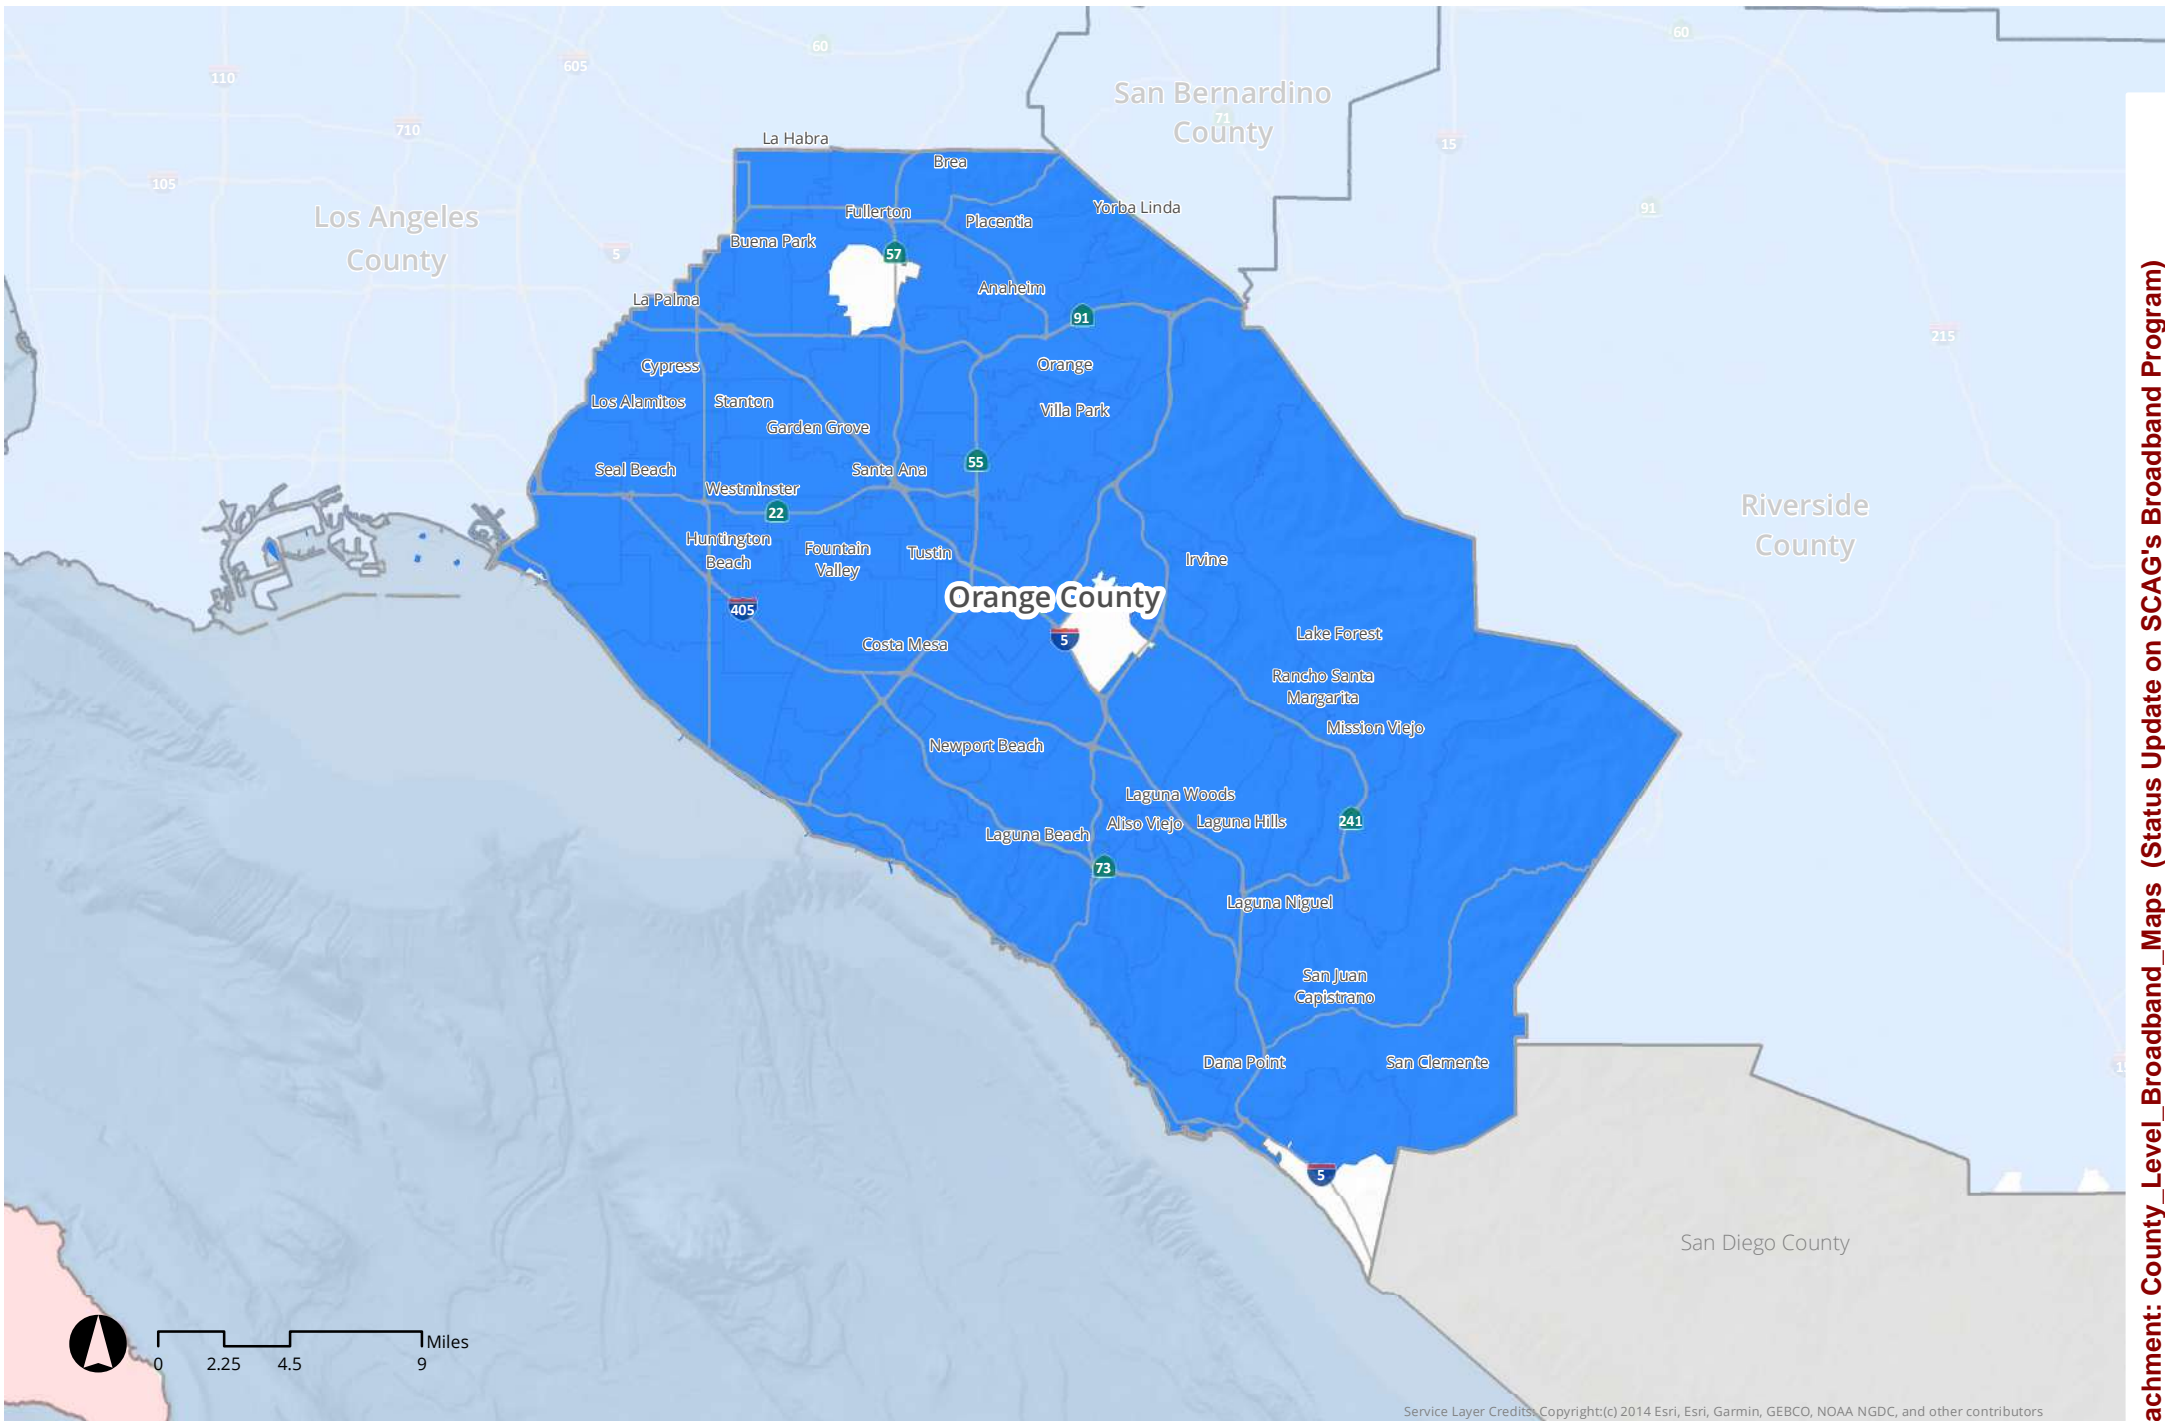 60
60
605
110
San Bernardino
County
71
710
15
La Habra
Brea
105
Los Angeles
County
Fullerton
Placentia
Yorba Linda
91
Buena Park
57
5
Anaheim
La Palma
91
215
Cypress
Orange
Los Alamitos
Stanton
Villa Park
Garden Grove
Seal Beach
Santa Ana
55
Westminster
22
Riverside
County
Huntington
Beach
Fountain
Valley
Tustin
Irvine
Orange County
405
5
Lake Forest
Costa Mesa
Rancho Santa
Margarita
Mission Viejo
Newport Beach
Laguna Woods
Aliso Viejo
Laguna Hills
241
Laguna Beach
73
Laguna Niguel
San Juan
Capistrano
Dana Point
San Clemente
5
San Diego County
Miles
0 2.25 4.5 9
Service Layer Credits: Copyright:(c) 2014 Esri, Esri, Garmin, GEBCO, NOAA NGDC, and other contributors
achment: County_Level_Broadband_Maps (Status Update on SCAG's Broadband Program)